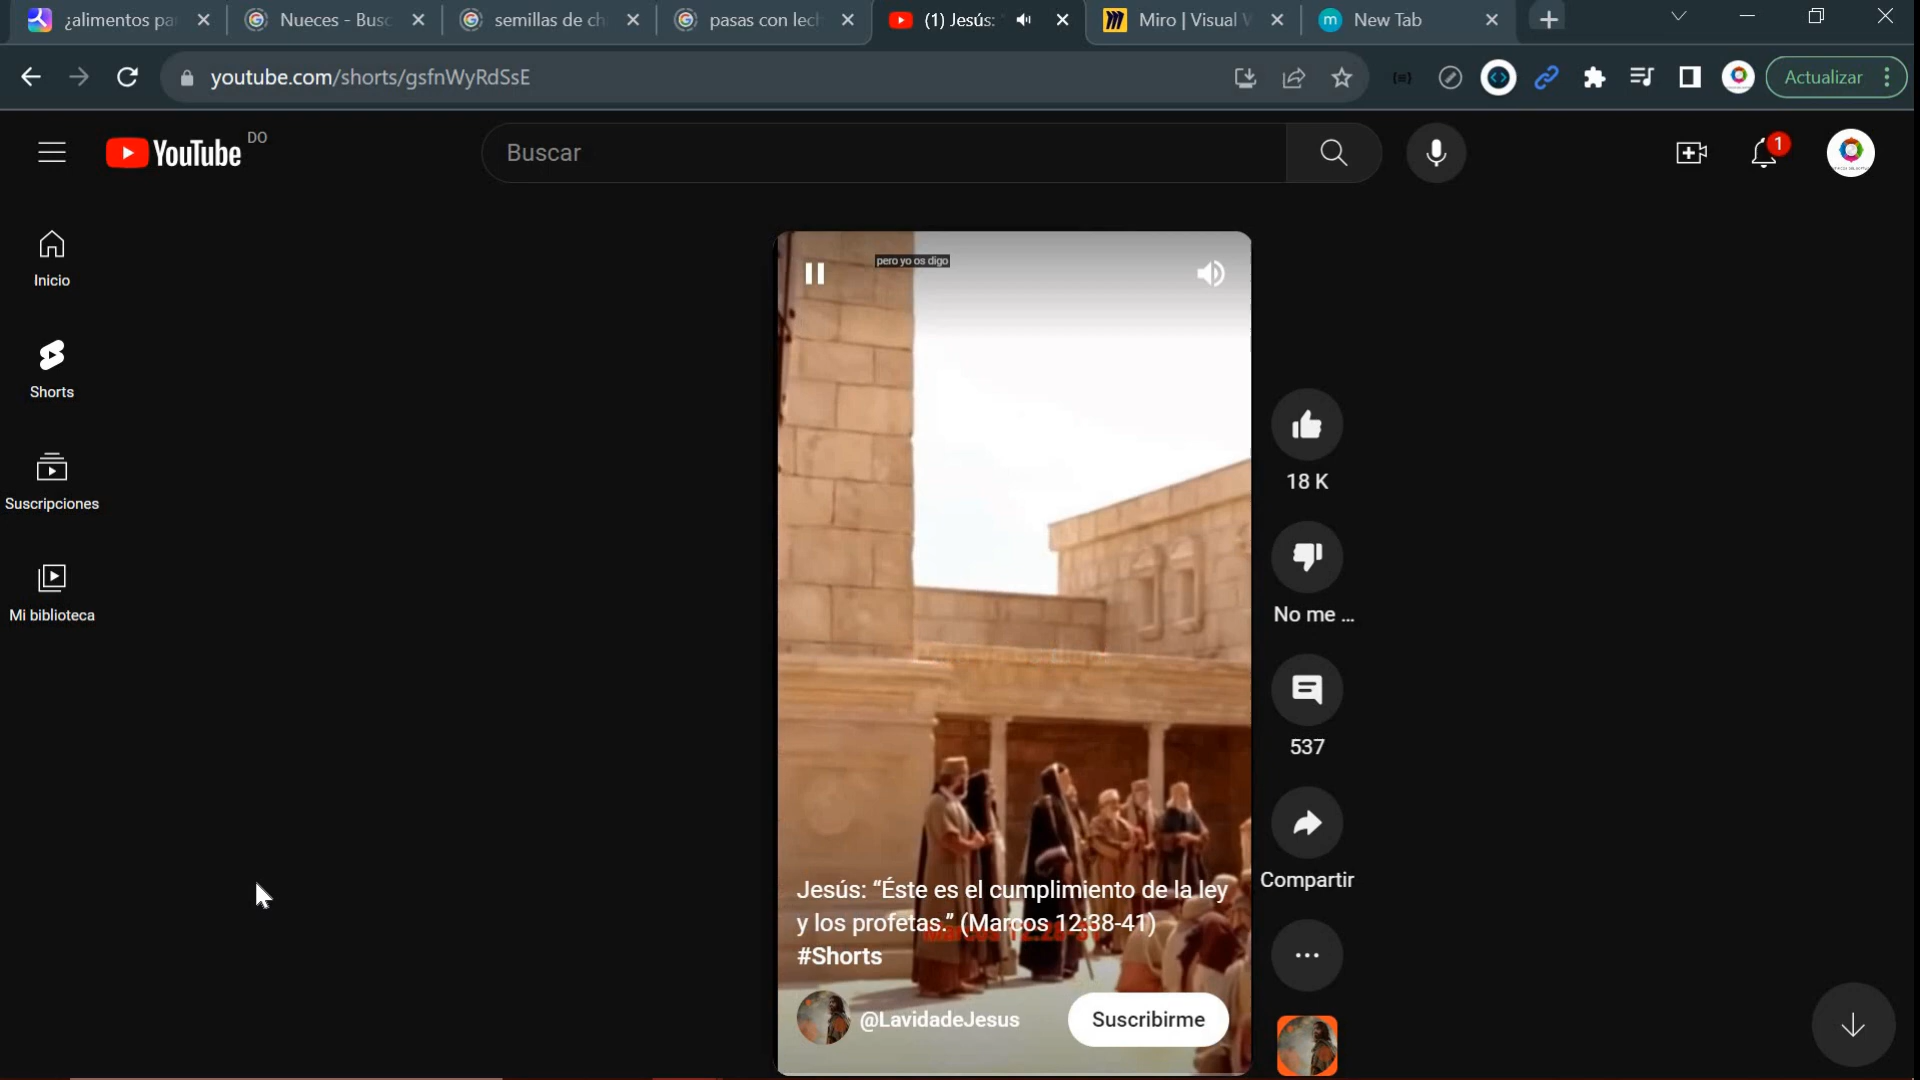 ¿alimentos pa
Nueces - Busc
semillas de ch
pasas con lech
(1) Jesús:
Miro | Visual W
New Tab
youtube.com/shorts/gsfnWyRdSsE
Actualizar
YouTube
DO
Buscar
1
Inicio
Shorts
Suscripciones
Mi biblioteca
pero yo os digo
18 K
No me ...
537
Compartir
Jesús: “Éste es el cumplimiento de la ley
y los profetas.” (Marcos 12:38-41)
#Shorts
@LavidadeJesus
Suscribirme